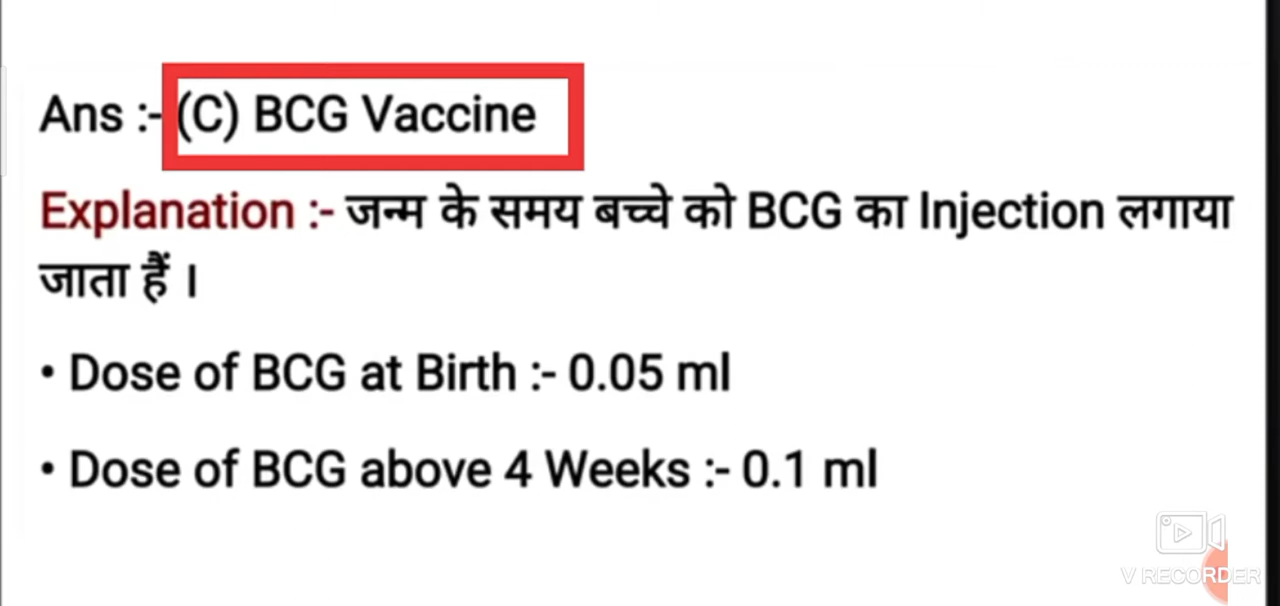 Ans :- (C) BCG Vaccine
Explanation :- जन्म के समय बच्चे को BCG का Injection लगाया
जाता हैं ।
• Dose of BCG at Birth :- 0.05 ml
• Dose of BCG above 4 Weeks :- 0.1 ml
V RECORDER